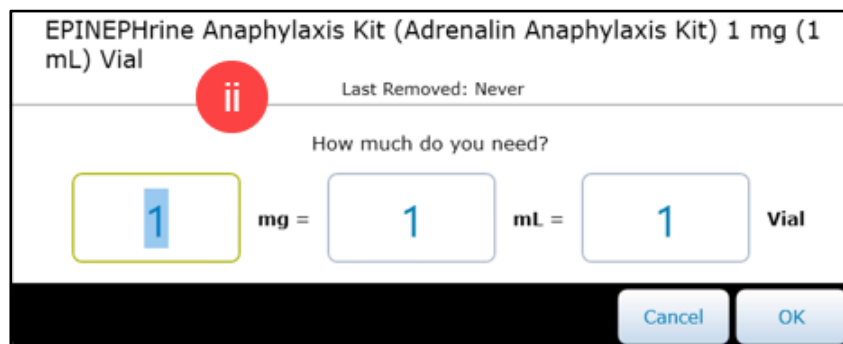 EPINEPHrine Anaphylaxis Kit (Adrenalin Anaphylaxis Kit) 1 mg (1
mL) Vial
ii
Last Removed: Never
How much do you need?
1 mg = 1 mL = 1 Vial
Cancel OK